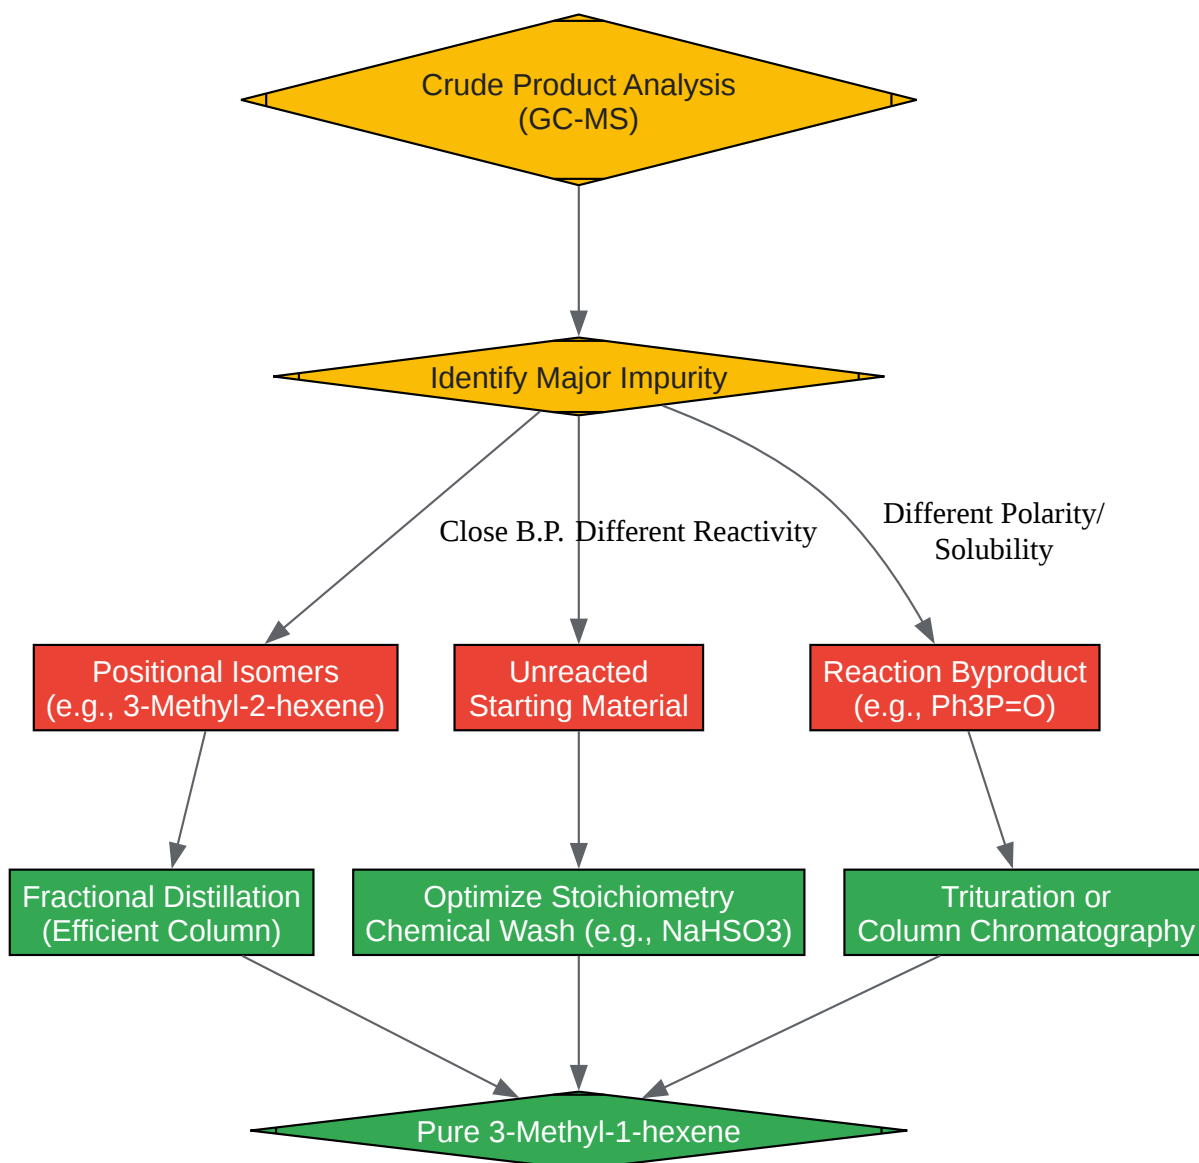 Crude Product Analysis
(GC-MS)
Identify Major Impurity
Close B.P.
Different Reactivity
Different Polarity/
Solubility
Positional Isomers
(e.g., 3-Methyl-2-hexene)
Unreacted
Starting Material
Reaction Byproduct
(e.g., Ph3P=O)
Fractional Distillation
(Efficient Column)
Optimize Stoichiometry
Chemical Wash (e.g., NaHSO3)
Trituration or
Column Chromatography
Pure 3-Methyl-1-hexene